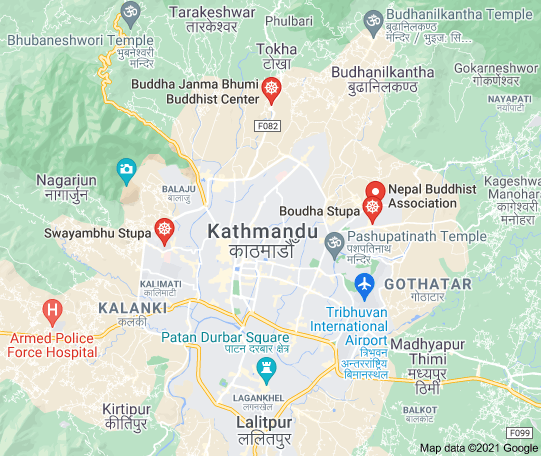 Tarakeshwar
तारकेश्वर
Phulbari
Budhanilkantha Temple
बुढानिलकण्ठ
मन्दिर / भुइज: सि...
Bhubaneshwori Temple
भुवनेश्वरी
मन्दिर
Tokha
टोखा
Budhanilkantha
बुढानिलकण्ठ
Gokarneshwor
गोकर्णेश्वर
Buddha Janma Bhumi
Buddhist Center
NAYAPATI
नयाँपाटी
F082
Nagarjun
नागार्जुन
BALAJU
बालाजु
Nepal Buddhist
Association
Kageshwari
Manohara
कागेश्वरी
मनोहरा
Boudha Stupa
Swayambhu Stupa
Kathmandu
काठमाडौँ
Pashupatinath Temple
पशपतिनाथ
मन्दिर
KALIMATI
कालिमाटी
GOTHATAR
गोठाटार
KALANKI
कलंकी
Tribhuvan
International
Airport
त्रिभुवन
अन्तर्राष्ट्रिय
विमानस्थल
Armed Police
Force Hospital
Patan Durbar Square
पाटन दरबार क्षेत्र
Madhyapur
Thimi
मध्यपुर
ठिमी
LAGANKHEL
लगनखेल
Kirtipur
कीर्तिपुर
Lalitpur
ललितपुर
BALKOT
बालकोट
F099
Map data ©2021 Google